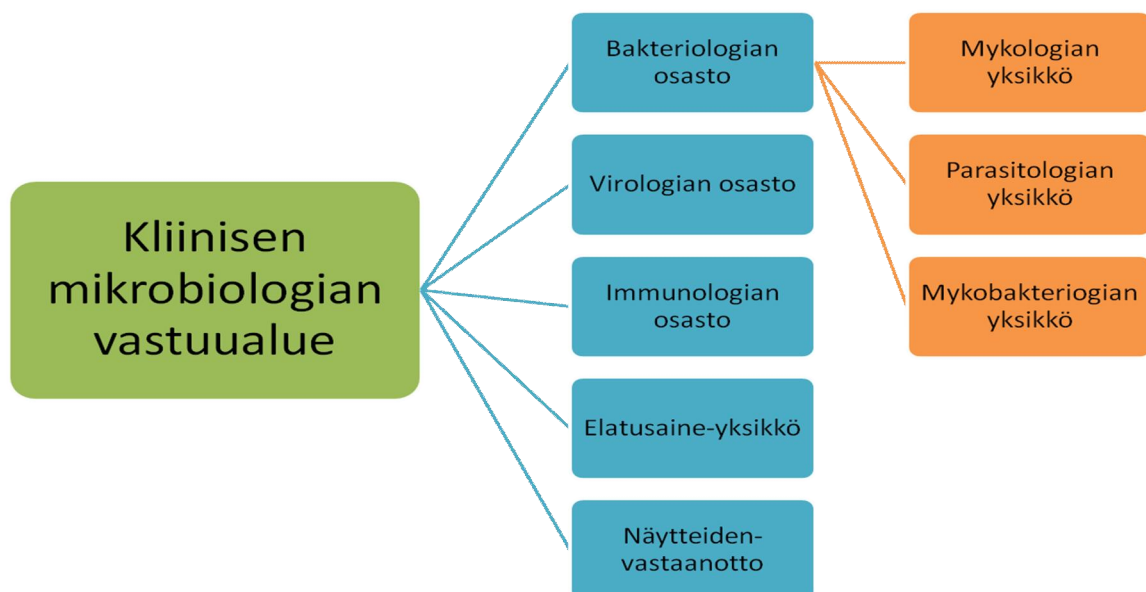 Kliinisen
mikrobiologian
vastuualue
Bakteriologian
osasto
Virologian osasto
Immunologian
osasto
Elatusaine-yksikkö
Näytteiden-
vastaanotto
Mykologian
yksikkö
Parasitologian
yksikkö
Mykobakteriogian
yksikkö